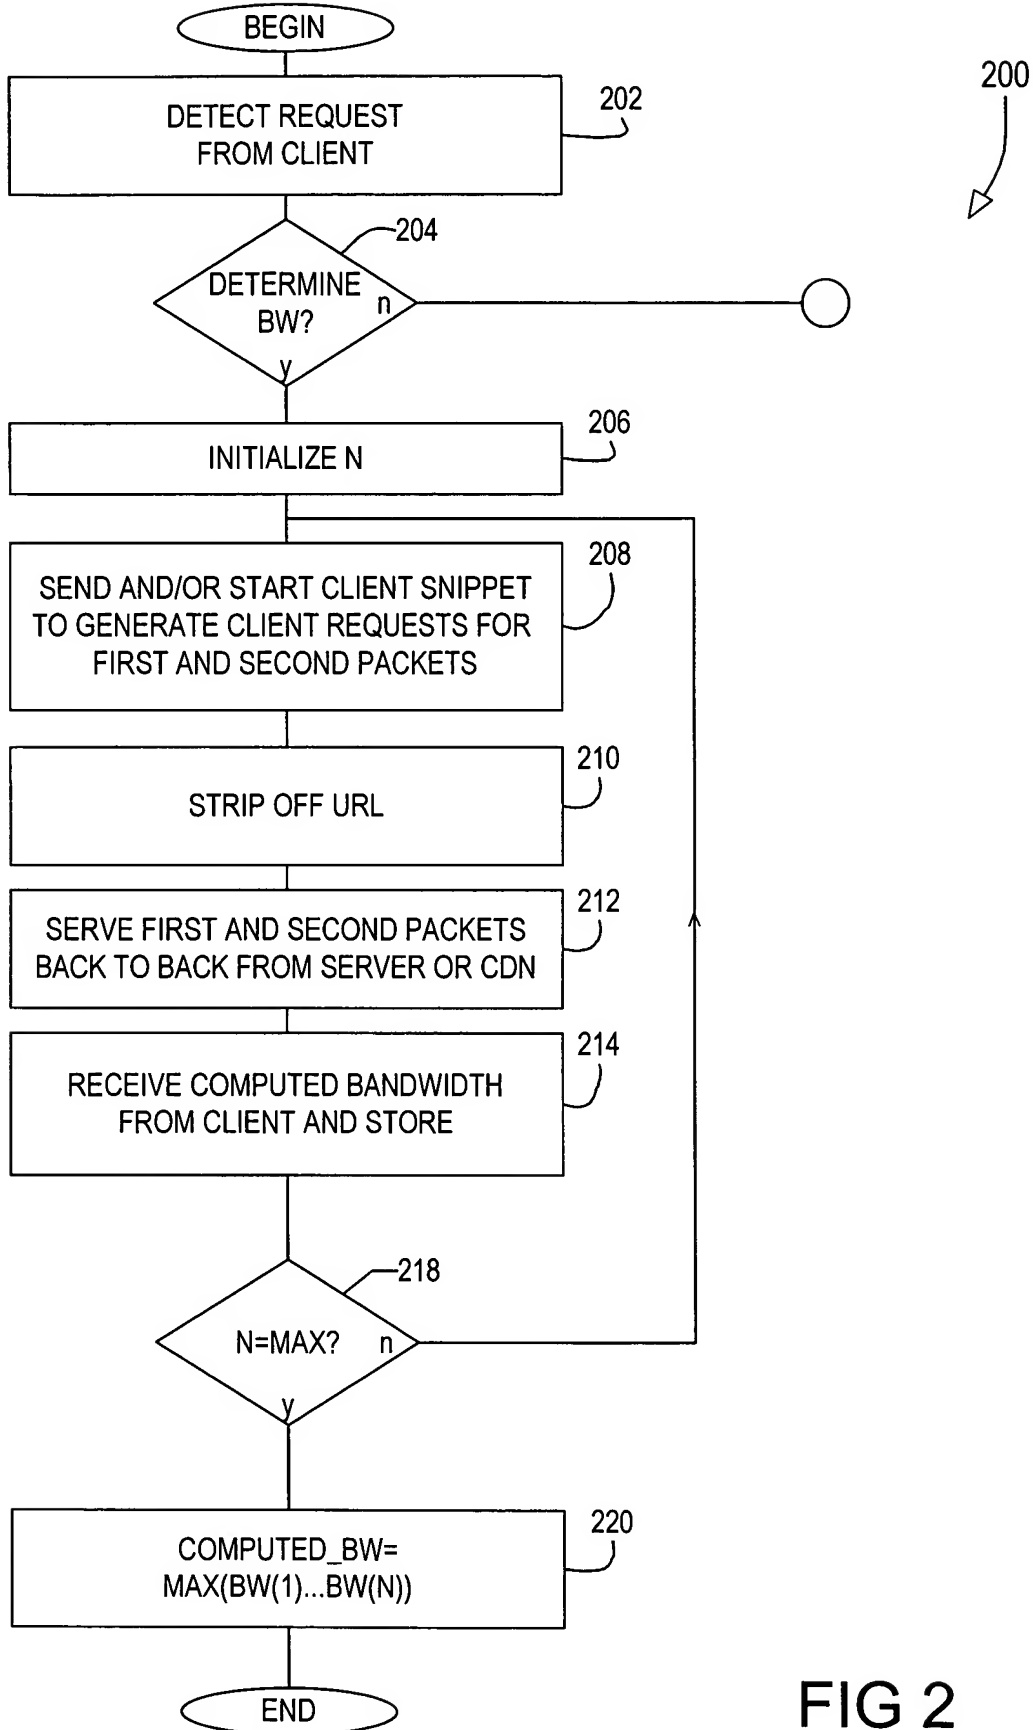 BEGIN
200
DETECT REQUEST
FROM CLIENT
202
204
DETERMINE
BW?
n
y
206
INITIALIZE N
208
SEND AND/OR START CLIENT SNIPPET
TO GENERATE CLIENT REQUESTS FOR
FIRST AND SECOND PACKETS
210
STRIP OFF URL
212
SERVE FIRST AND SECOND PACKETS
BACK TO BACK FROM SERVER OR CDN
214
RECEIVE COMPUTED BANDWIDTH
FROM CLIENT AND STORE
218
N=MAX?
n
y
220
COMPUTED_BW=
MAX(BW(1)...BW(N))
END
FIG 2